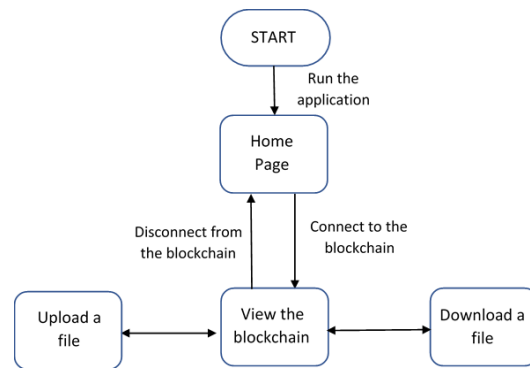 START
Run the
application
Home
Page
Disconnect from
the blockchain
Connect to the
blockchain
Upload a
file
View the
blockchain
Download a
file